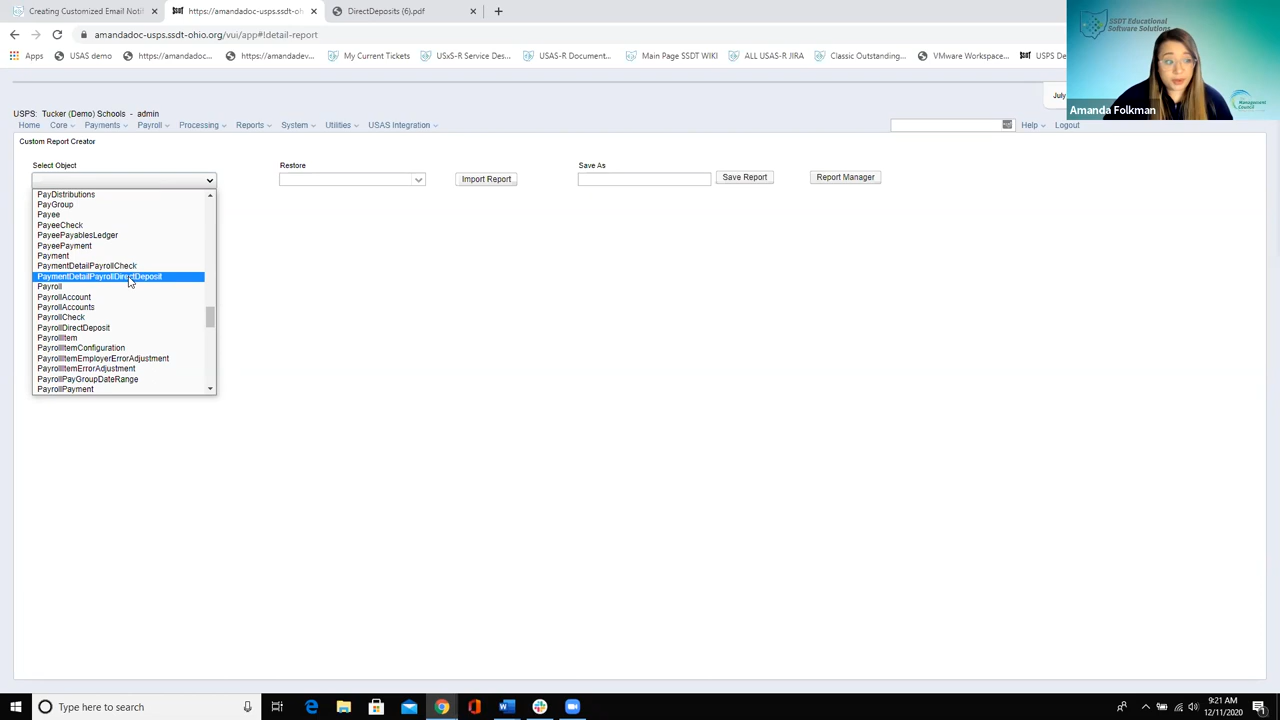 Creating Customized Email Notifi
https://amandadoc-usps.ssdt-oh
DirectDeposits (6).pdf
amandadoc-usps.ssdt-ohio.org/vui/app#!detail-report
Apps
USAS demo
https://amandadoc...
https://amandadev...
My Current Tickets
USxS-R Service Des...
USAS-R Document...
Main Page SSDT WIKI
ALL USAS-R JIRA
Classic Outstanding...
VMware Workspace...
USPS De
SSDT Educational
Software Solutions
Management
Council
Amanda Folkman
July
USPS: Tucker (Demo) Schools - admin
Home Core Payments Payroll Processing Reports System Utilities USAS Integration Help Logout
Custom Report Creator
Select Object Restore Save As
Import Report Save Report Report Manager
PayDistributions
PayGroup
Payee
PayeeCheck
PayeePayablesLedger
PayeePayment
Payment
PaymentDetailPayrollCheck
PaymentDetailPayrollDirectDeposit
Payroll
PayrollAccount
PayrollAccounts
PayrollCheck
PayrollDirectDeposit
PayrollItem
PayrollItemConfiguration
PayrollItemEmployerErrorAdjustment
PayrollItemErrorAdjustment
PayrollPayGroupDateRange
PayrollPayment
Type here to search
9:21 AM
12/11/2020